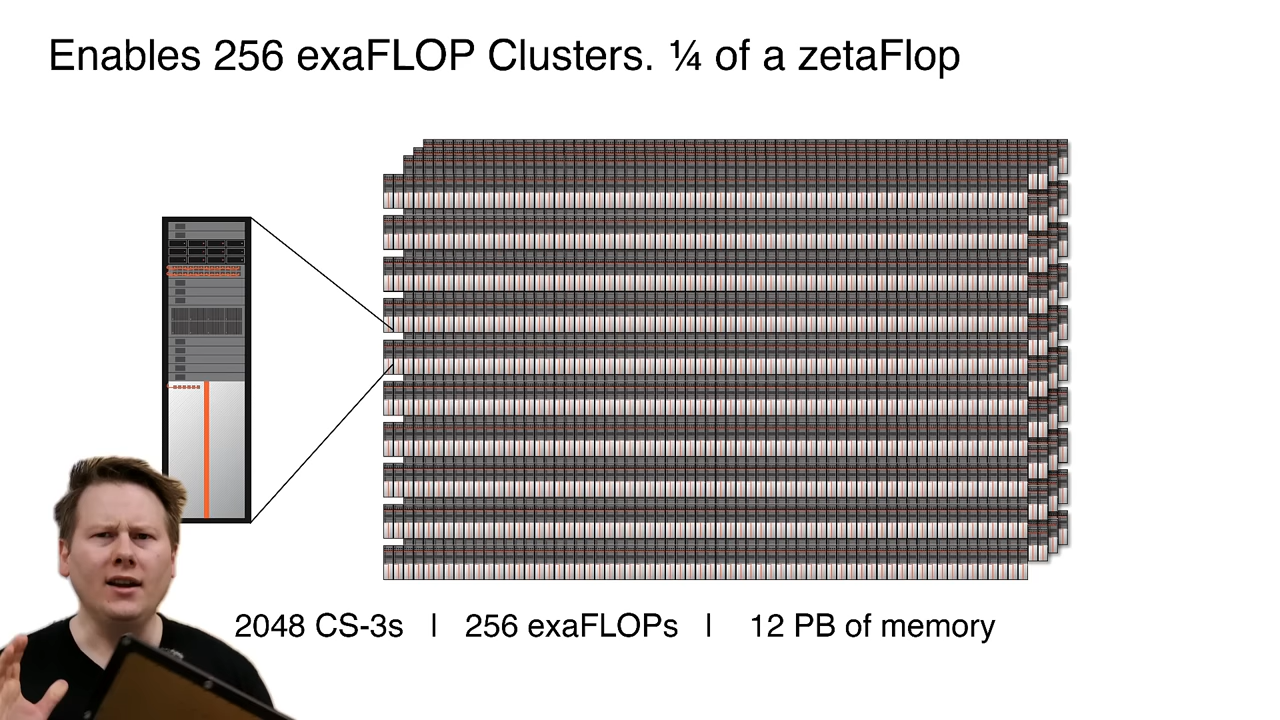 Enables 256 exaFLOP Clusters. ¼ of a zetaFlop
2048 CS-3s | 256 exaFLOPs | 12 PB of memory